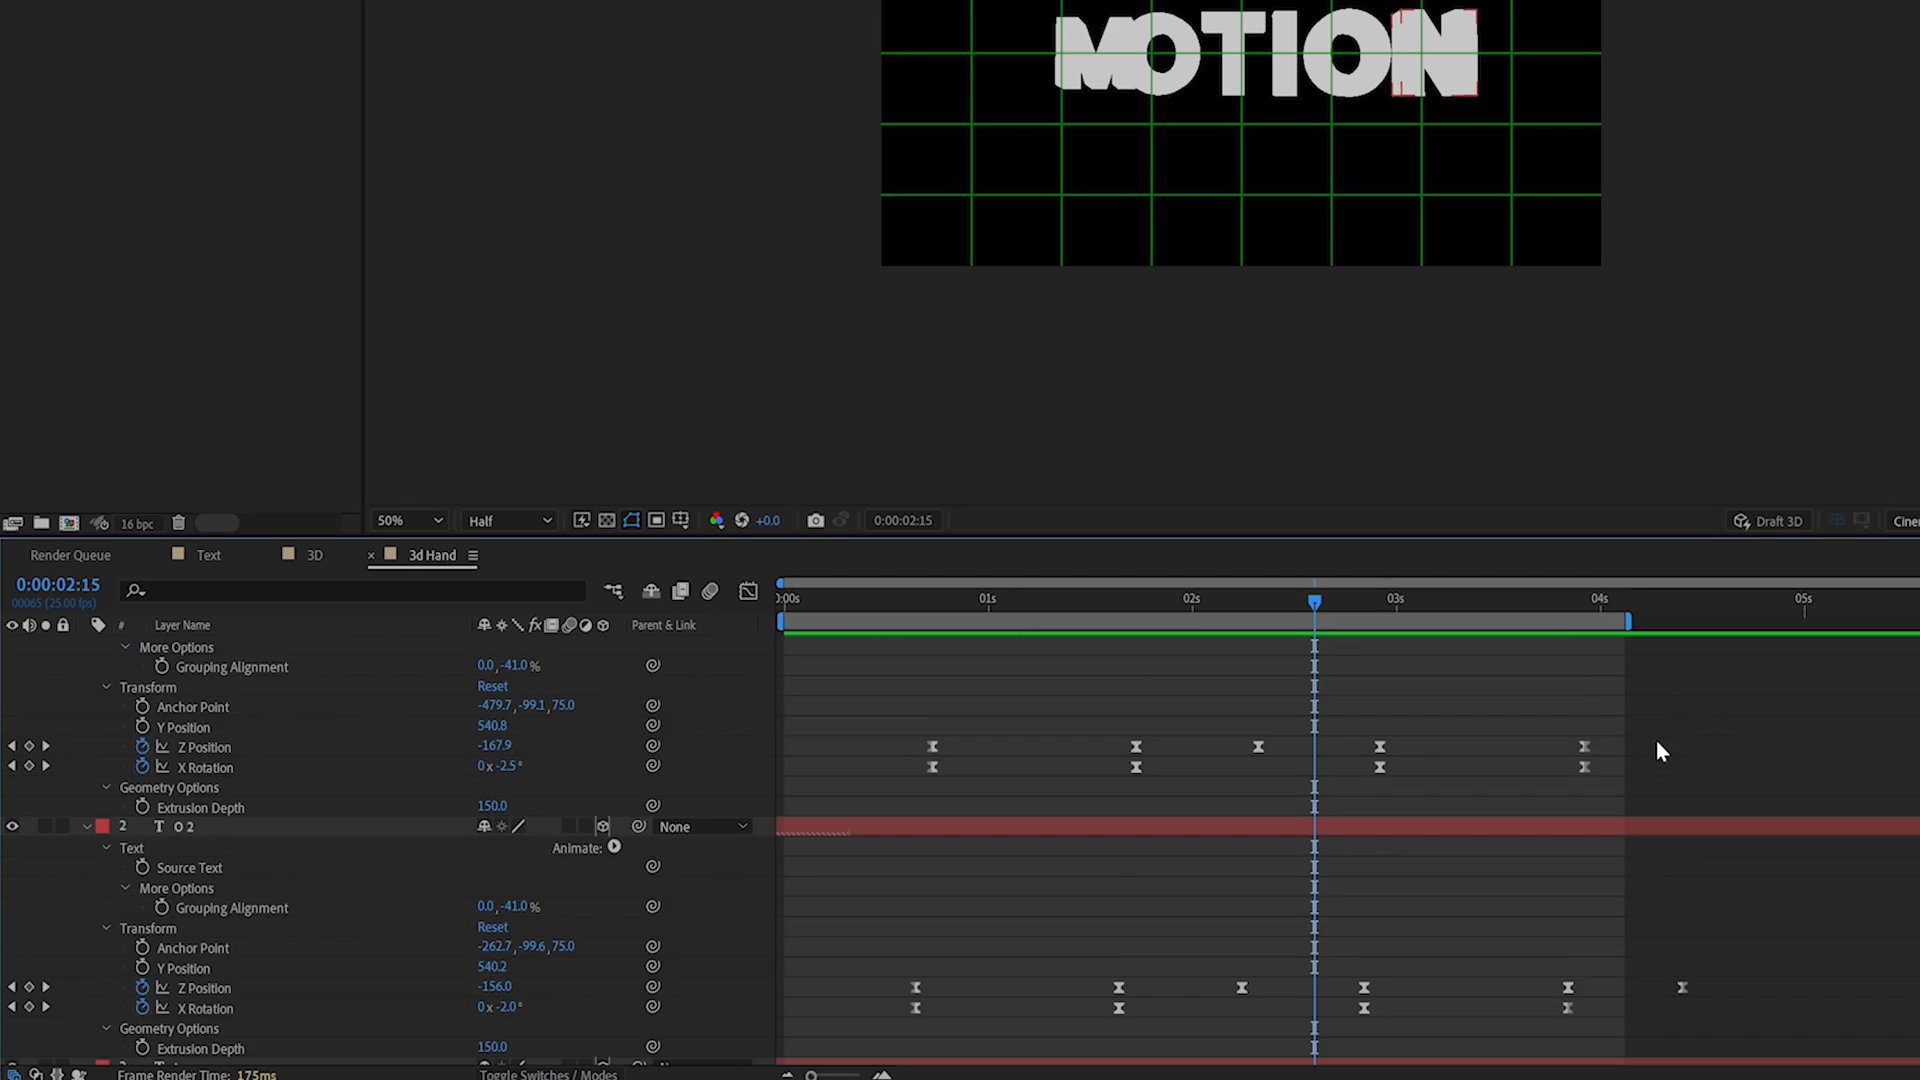 MOTION
16 bpc
50% Half +0.0 0:00:02:15 Draft 3D Ciner
Render Queue Text 3D × 3d Hand
0:00:02:15
00065 (25.00 fps)
0:00s 01s 02s 03s 04s 05s
# Layer Name fx Parent & Link
More Options
Grouping Alignment 0.0,-41.0%
Transform Reset
Anchor Point -479.7,-99.1,75.0
Y Position 540.8
Z Position -167.9
X Rotation 0x-2.5°
Geometry Options
Extrusion Depth 150.0
2 T O 2 None
Text Animate:
Source Text
More Options
Grouping Alignment 0.0,-41.0%
Transform Reset
Anchor Point -262.7,-99.6,75.0
Y Position 540.2
Z Position -156.0
X Rotation 0x-2.0°
Geometry Options
Extrusion Depth 150.0
Frame Render Time: 175ms Toggle Switches / Modes